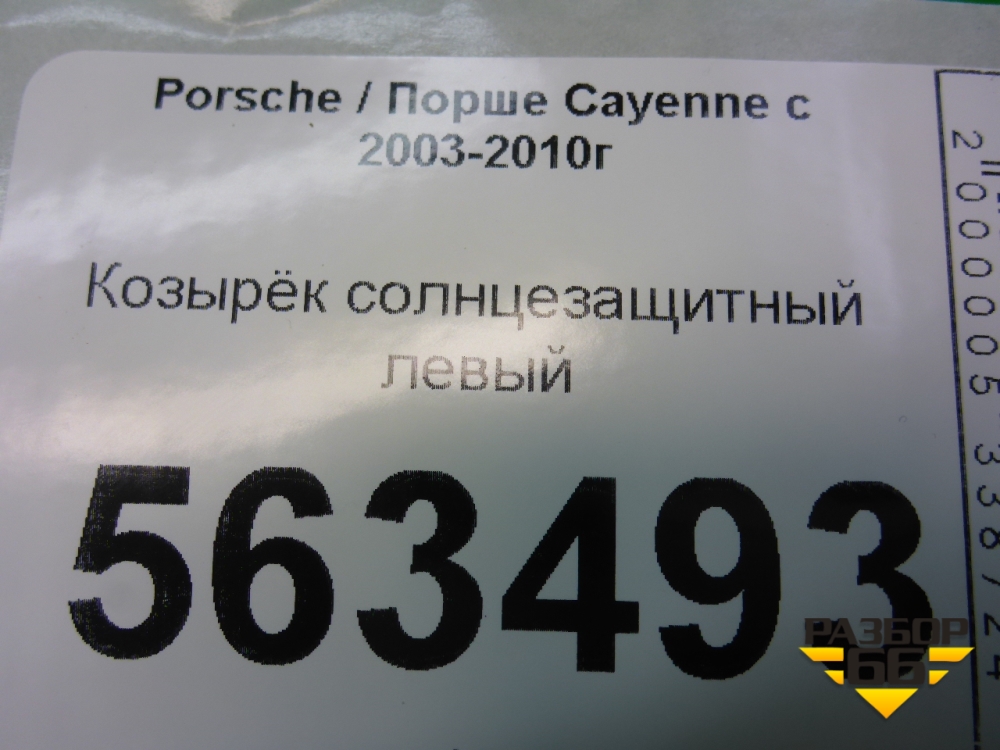 Porsche / Порше Cayenne с
2003-2010г
Козырёк солнцезащитный
левый
563493
РАЗБОР
66